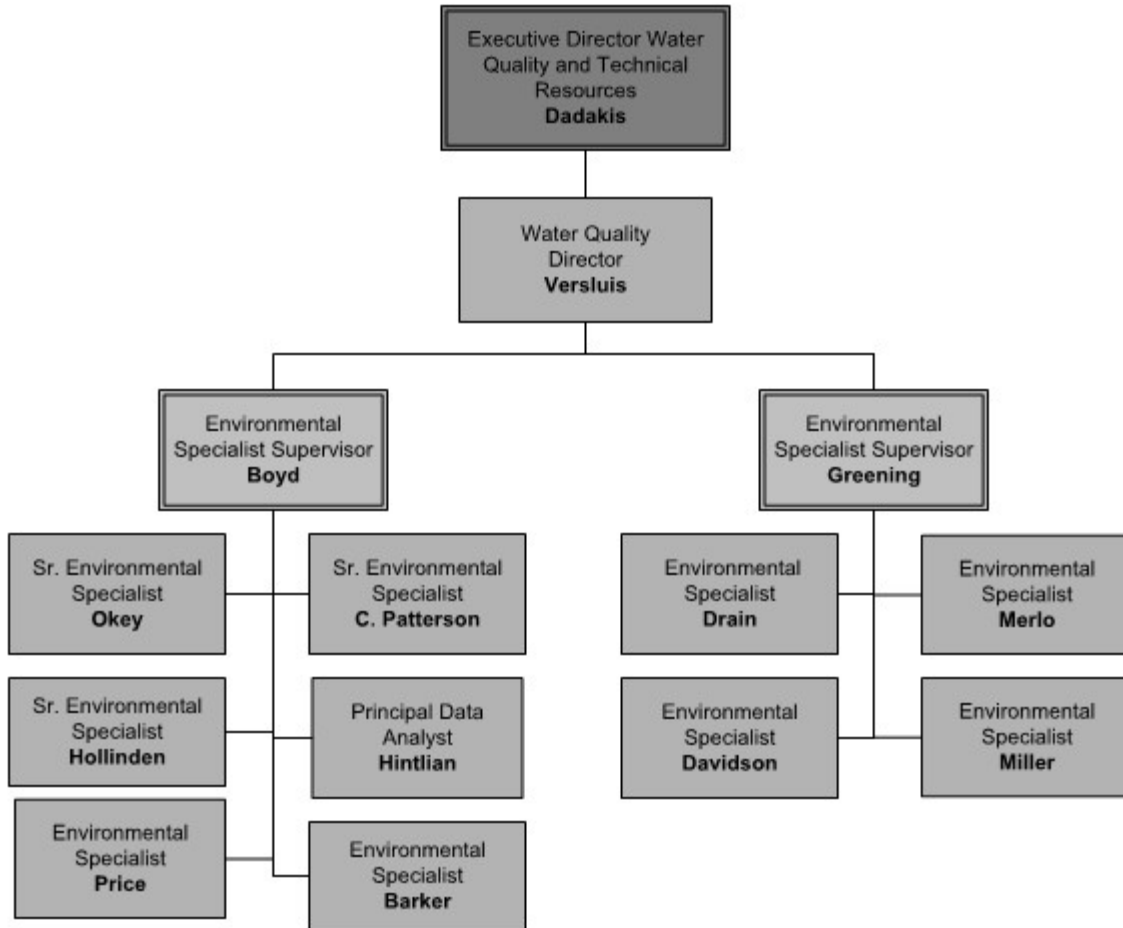 Executive Director Water
Quality and Technical
Resources
Dadakis
Water Quality
Director
Versluis
Environmental
Specialist Supervisor
Boyd
Environmental
Specialist Supervisor
Greening
Sr. Environmental
Specialist
Okey
Sr. Environmental
Specialist
C. Patterson
Sr. Environmental
Specialist
Hollinden
Principal Data
Analyst
Hintlian
Environmental
Specialist
Price
Environmental
Specialist
Barker
Environmental
Specialist
Drain
Environmental
Specialist
Merlo
Environmental
Specialist
Davidson
Environmental
Specialist
Miller